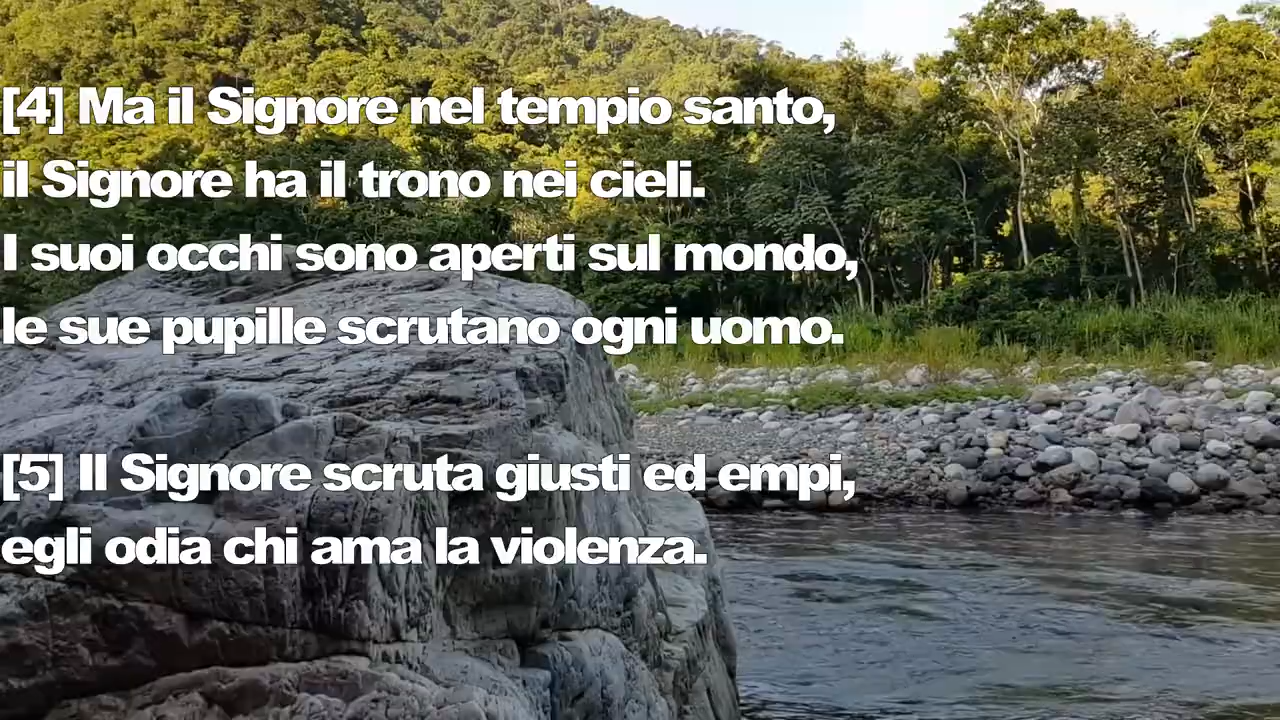 [4] Ma il Signore nel tempio santo,
il Signore ha il trono nei cieli.
I suoi occhi sono aperti sul mondo,
le sue pupille scrutano ogni uomo.
[5] Il Signore scruta giusti ed empi,
egli odia chi ama la violenza.